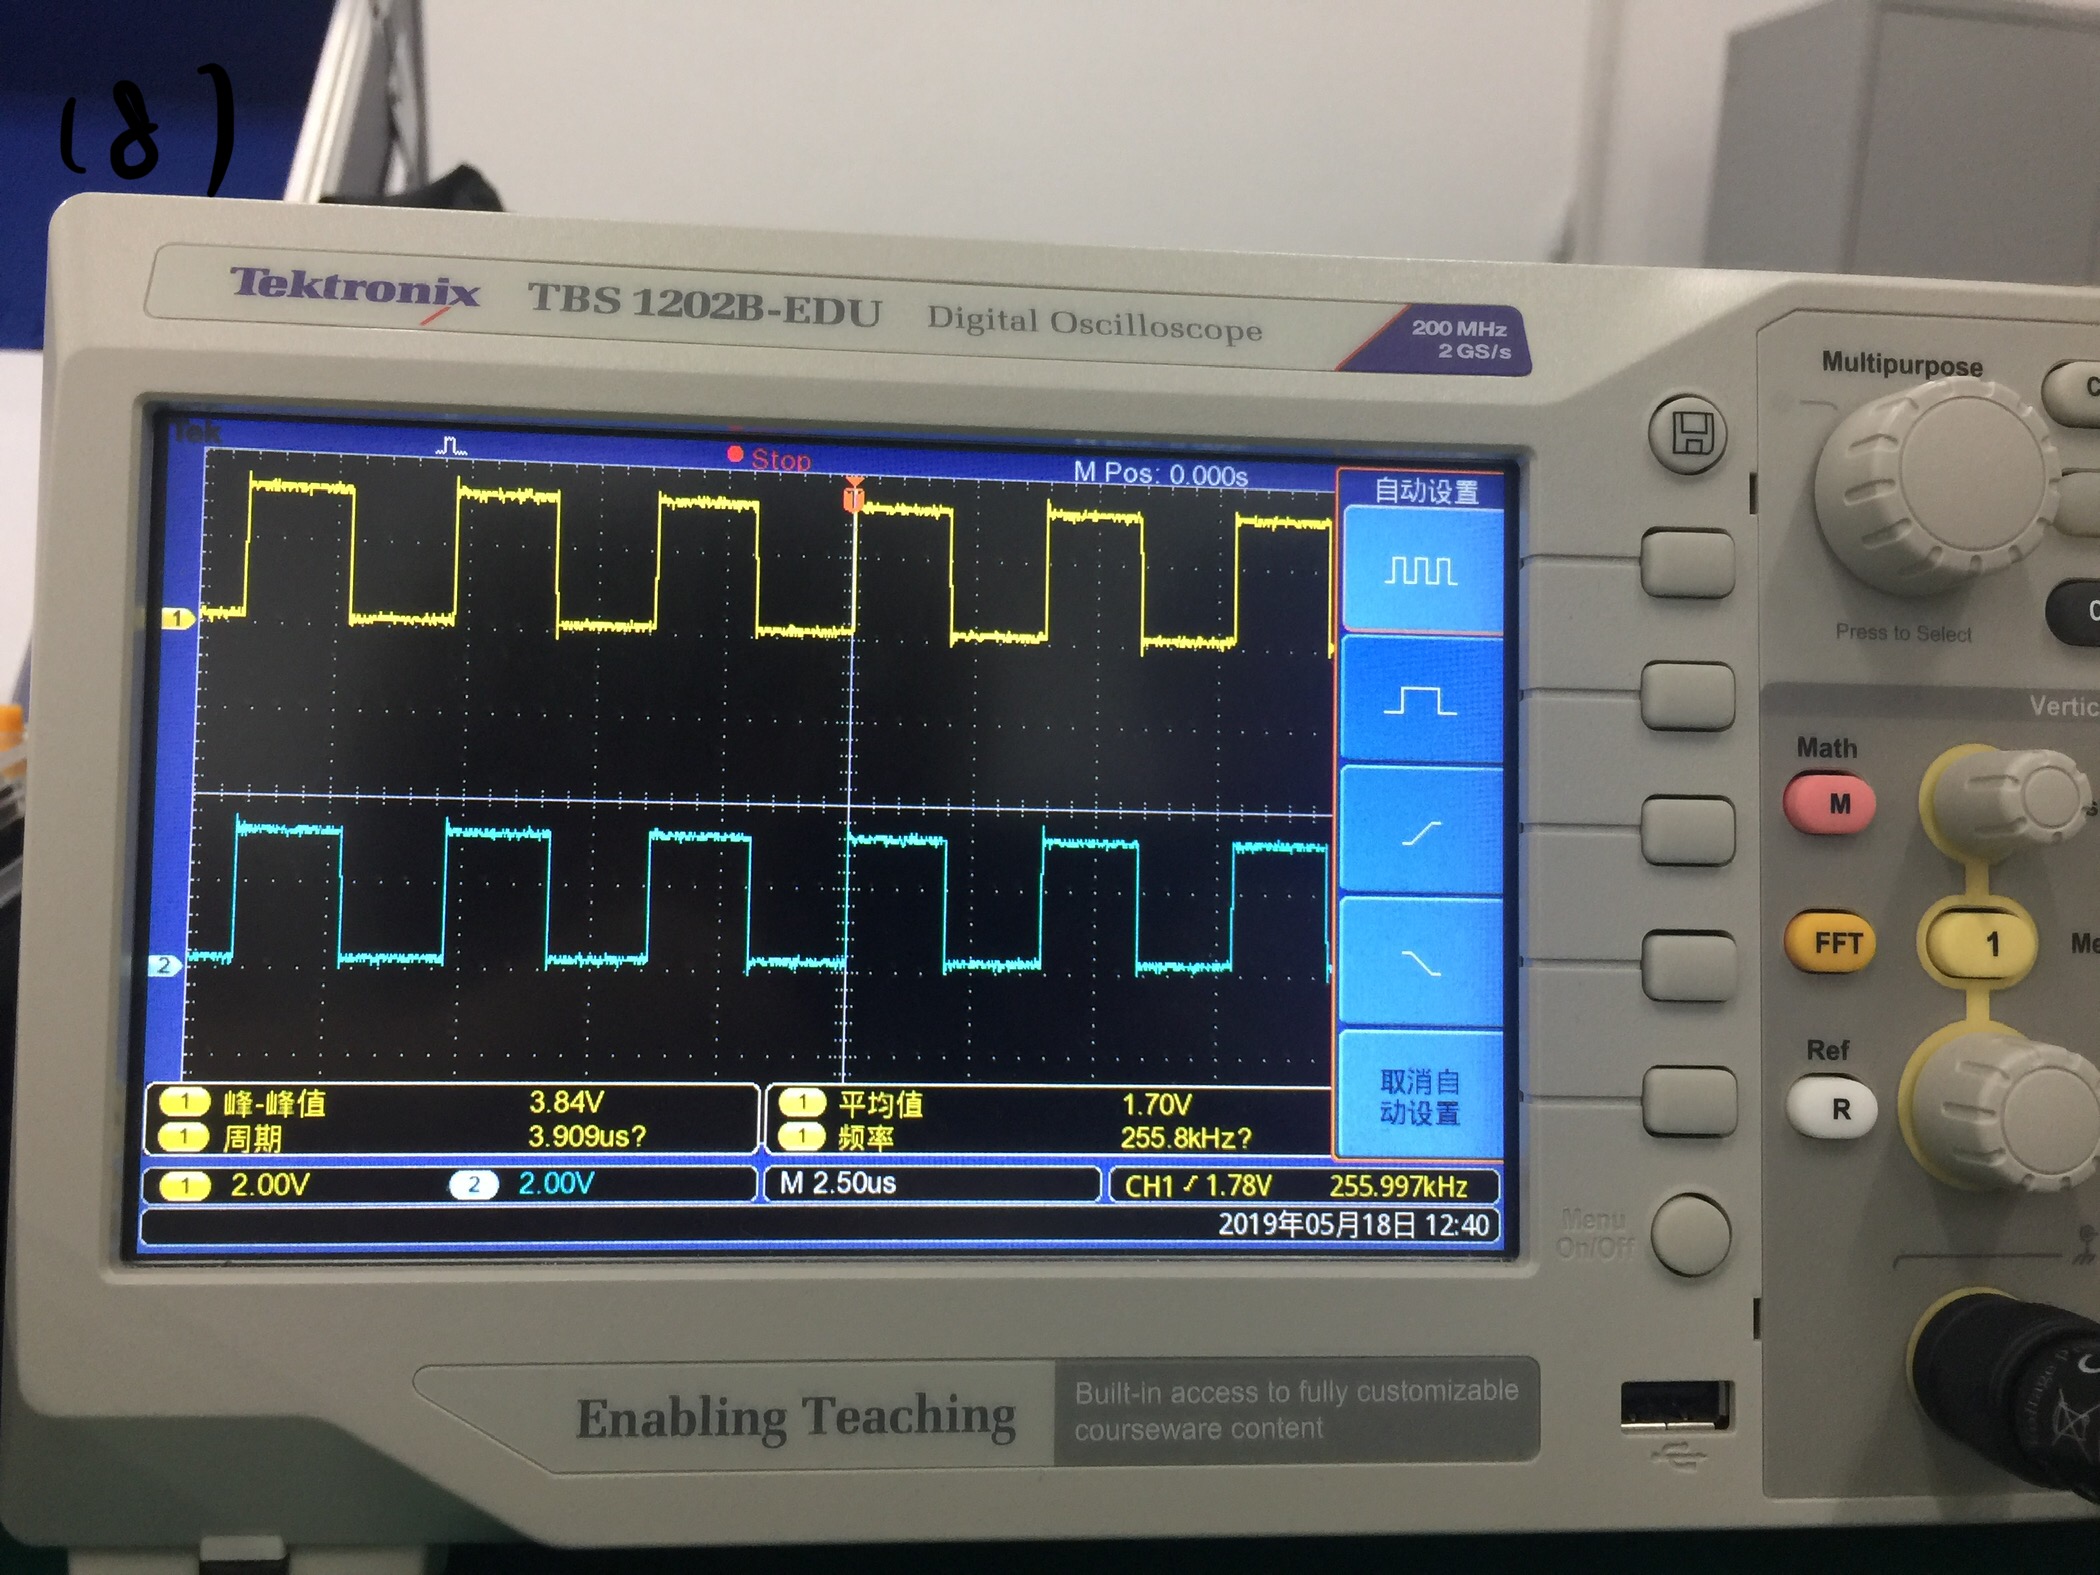 (8)
Tektronix TBS 1202B-EDU Digital Oscilloscope
200 MHz
2 GS/s
Tek
Stop
M Pos: 0.000s
自动设置
1
2
取消自
动设置
1 峰-峰值 3.84V 1 平均值 1.70V
1 周期 3.909us? 1 频率 255.8kHz?
1 2.00V 2 2.00V M 2.50us CH1 1.78V 255.997kHz
2019年05月18日 12:40
Multipurpose
Press to Select
Math
M
FFT
1
Ref
R
Menu
On/Off
Enabling Teaching
Built-in access to fully customizable
courseware content